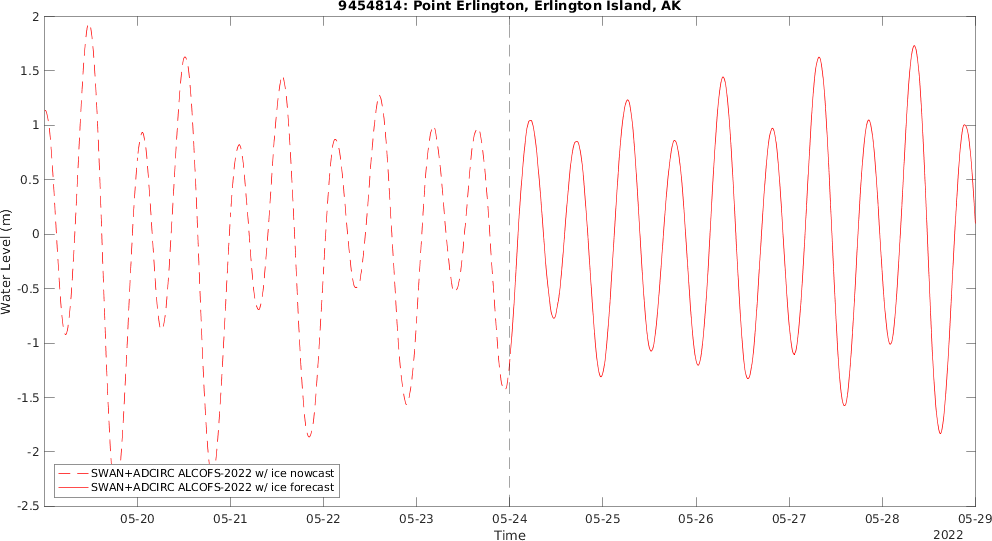 9454814: Point Erlington, Erlington Island, AK
2
1.5
1
0.5
0
-0.5
-1
-1.5
-2
-2.5
Water Level (m)
SWAN+ADCIRC ALCOFS-2022 w/ ice nowcast
SWAN+ADCIRC ALCOFS-2022 w/ ice forecast
05-20 05-21 05-22 05-23 05-24 05-25 05-26 05-27 05-28 05-29
Time
2022